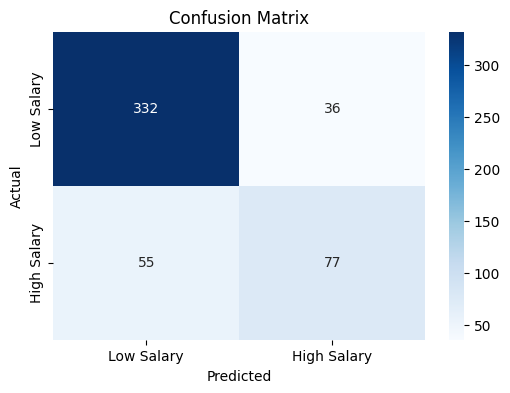 Confusion Matrix
Low Salary
High Salary
Actual
332
36
55
77
Low Salary
High Salary
Predicted
300
250
200
150
100
50